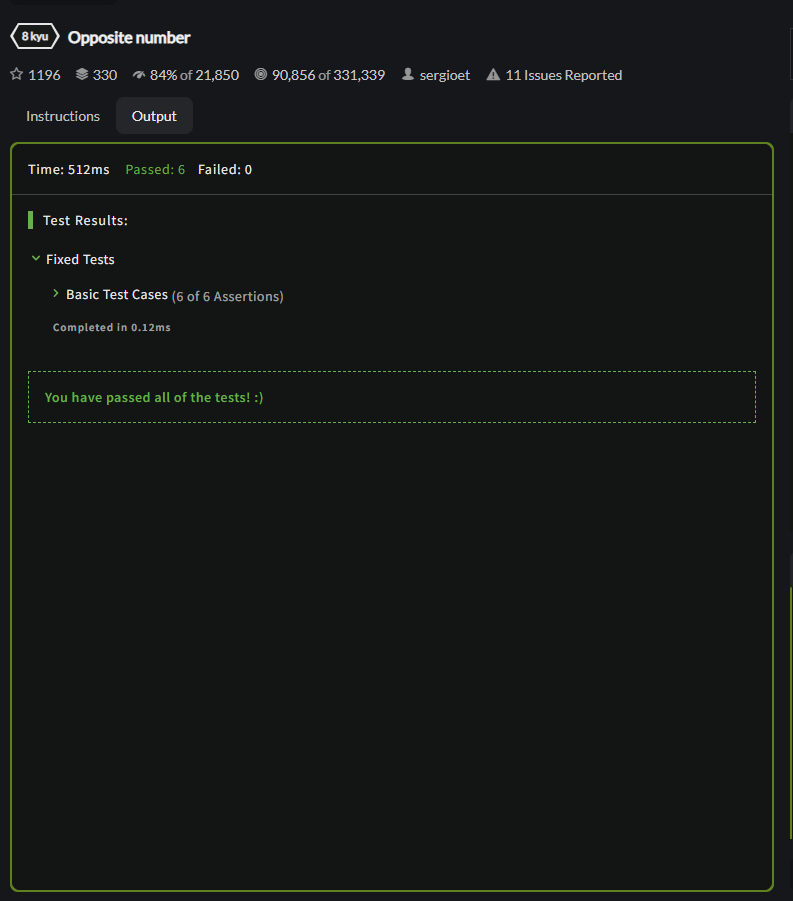 8 kyu Opposite number
1196 330 84% of 21,850 90,856 of 331,339 sergioet 11 Issues Reported
Instructions Output
Time: 512ms Passed: 6 Failed: 0
Test Results:
Fixed Tests
Basic Test Cases (6 of 6 Assertions)
Completed in 0.12ms
You have passed all of the tests! :)